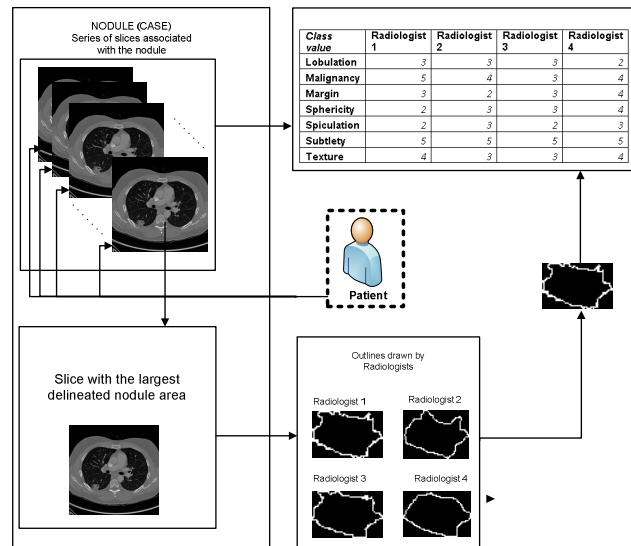 NODULE (CASE)
Series of slices associated
with the nodule
Class value Radiologist 1 Radiologist 2 Radiologist 3 Radiologist 4
Lobulation 3 3 3 2
Malignancy 5 4 3 4
Margin 3 2 3 4
Sphericity 2 3 3 4
Spiculation 2 3 2 3
Subtlety 5 5 5 5
Texture 4 3 3 4
Patient
Slice with the largest
delineated nodule area
Outlines drawn by
Radiologists
Radiologist 1 Radiologist 2
Radiologist 3 Radiologist 4